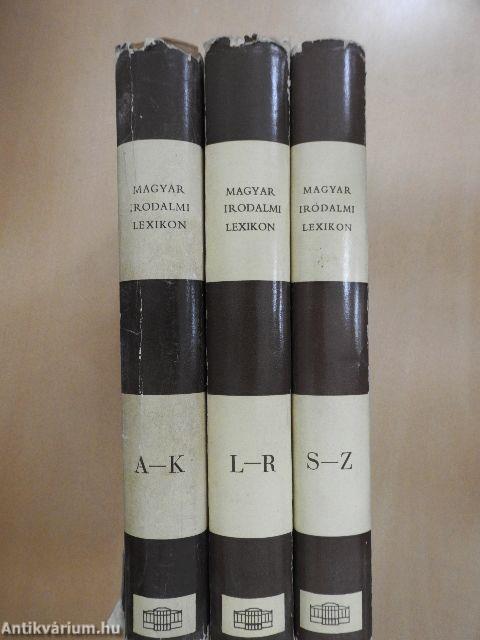 MAGYAR
IRODALMI
LEXIKON
A—K
MAGYAR
IRODALMI
LEXIKON
L—R
MAGYAR
IRODALMI
LEXIKON
S—Z
Antikvárium.hu